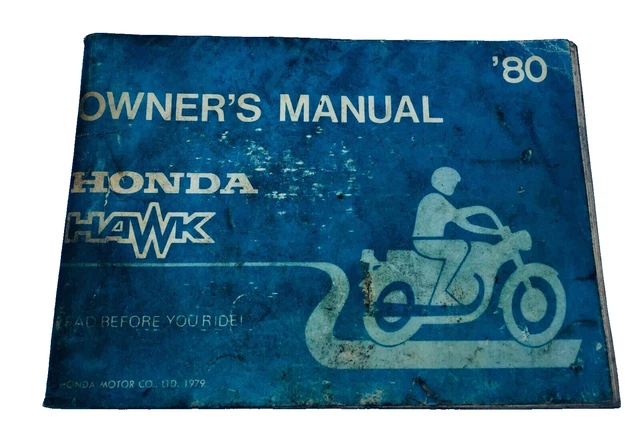 '80
OWNER'S MANUAL
HONDA
HAWK
READ BEFORE YOU RIDE!
HONDA MOTOR CO., LTD. 1979